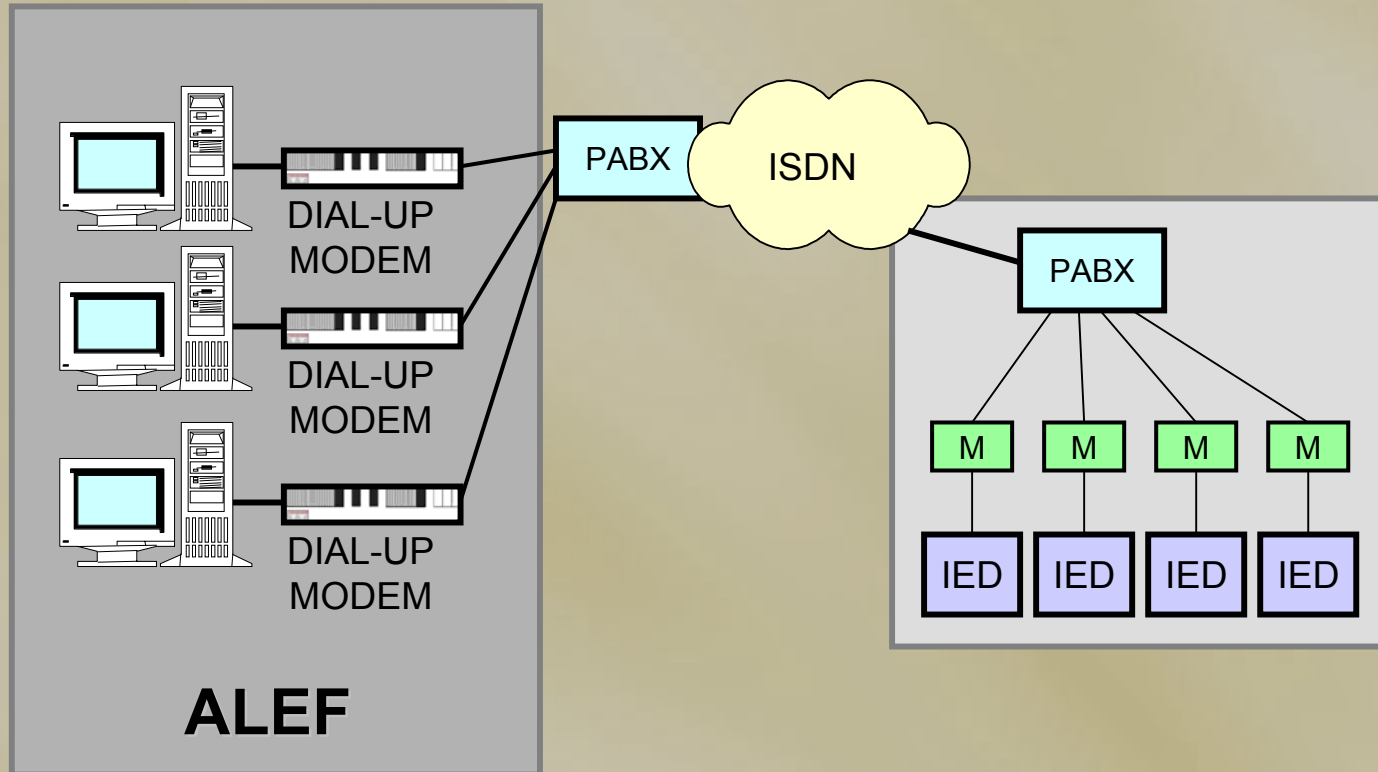 DIAL-UP
MODEM
DIAL-UP
MODEM
DIAL-UP
MODEM
ALEF
PABX
ISDN
PABX
M M M M
IED IED IED IED